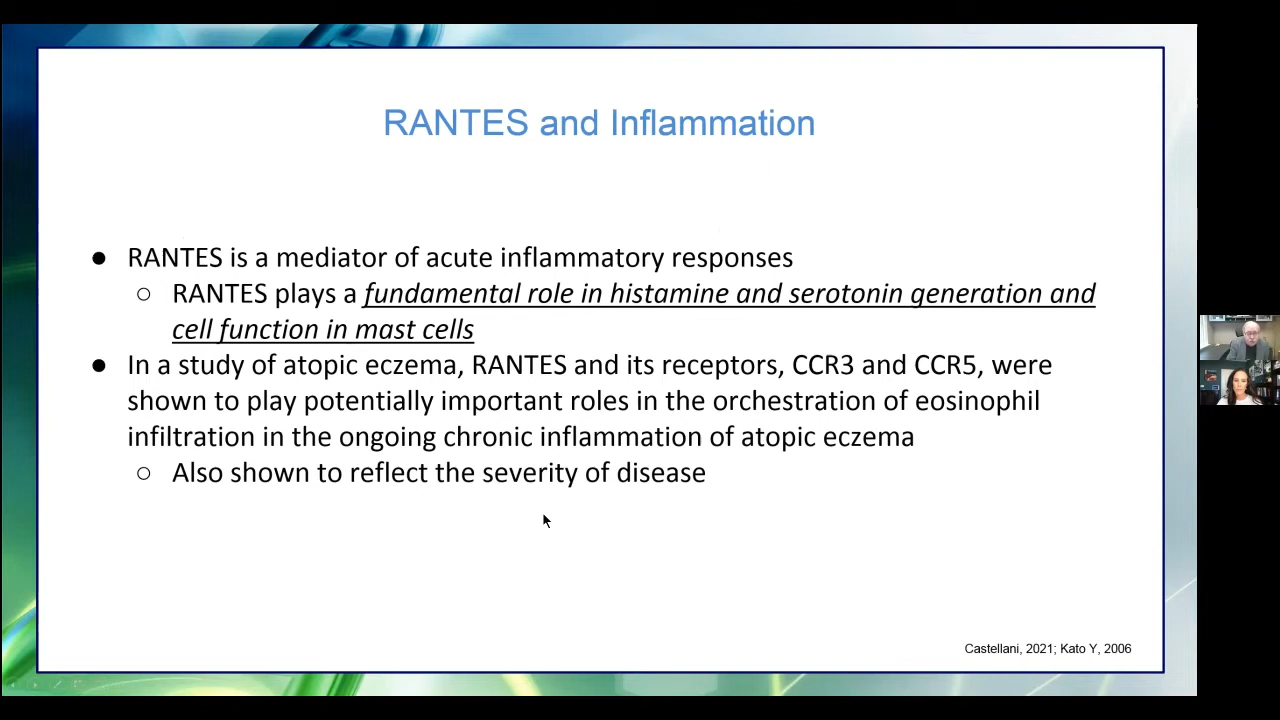 RANTES and Inflammation
● RANTES is a mediator of acute inflammatory responses
○ RANTES plays a fundamental role in histamine and serotonin generation and
cell function in mast cells
● In a study of atopic eczema, RANTES and its receptors, CCR3 and CCR5, were
shown to play potentially important roles in the orchestration of eosinophil
infiltration in the ongoing chronic inflammation of atopic eczema
○ Also shown to reflect the severity of disease
Castellani, 2021; Kato Y, 2006